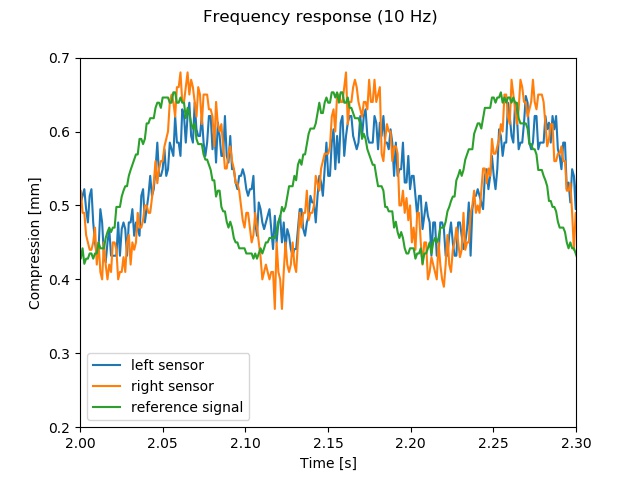 Frequency response (10 Hz)
0.7
0.6
0.5
0.4
0.3
0.2
Compression [mm]
left sensor
right sensor
reference signal
2.00 2.05 2.10 2.15 2.20 2.25 2.30
Time [s]